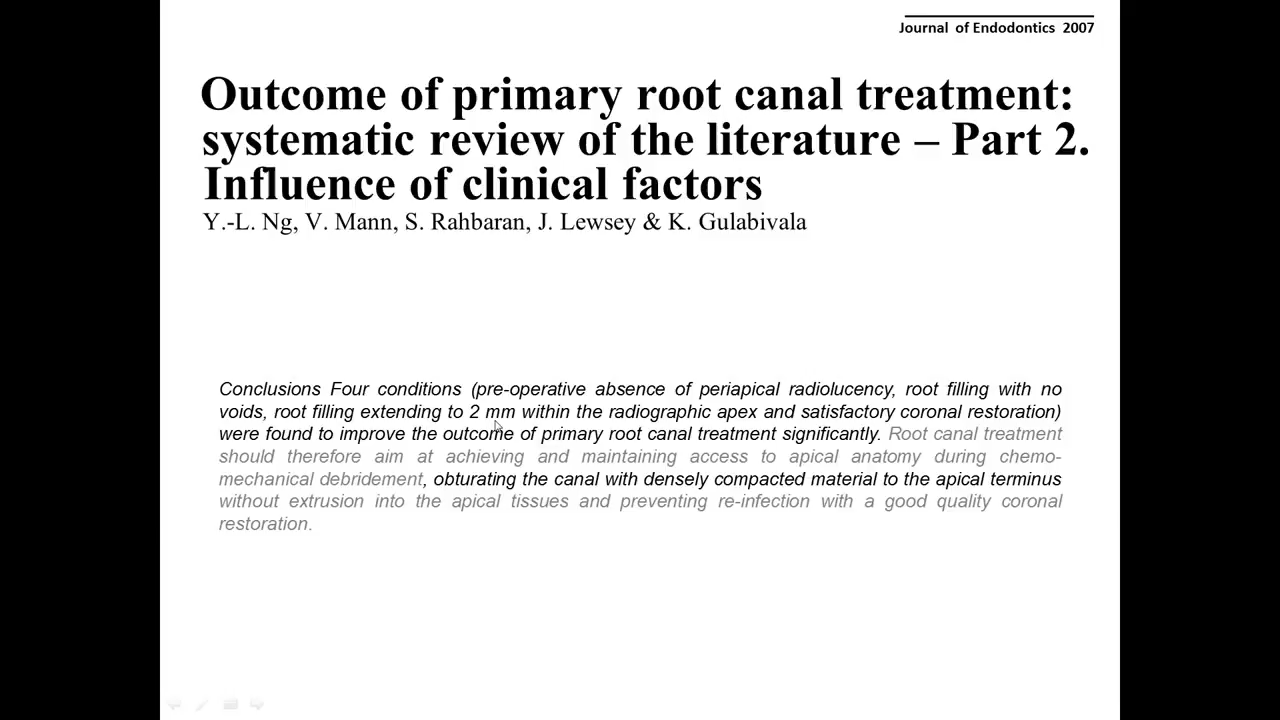 Journal of Endodontics 2007
Outcome of primary root canal treatment:
systematic review of the literature – Part 2.
Influence of clinical factors
Y.-L. Ng, V. Mann, S. Rahbaran, J. Lewsey & K. Gulabivala
Conclusions Four conditions (pre-operative absence of periapical radiolucency, root filling with no
voids, root filling extending to 2 mm within the radiographic apex and satisfactory coronal restoration)
were found to improve the outcome of primary root canal treatment significantly. Root canal treatment
should therefore aim at achieving and maintaining access to apical anatomy during chemo-
mechanical debridement, obturating the canal with densely compacted material to the apical terminus
without extrusion into the apical tissues and preventing re-infection with a good quality coronal
restoration.